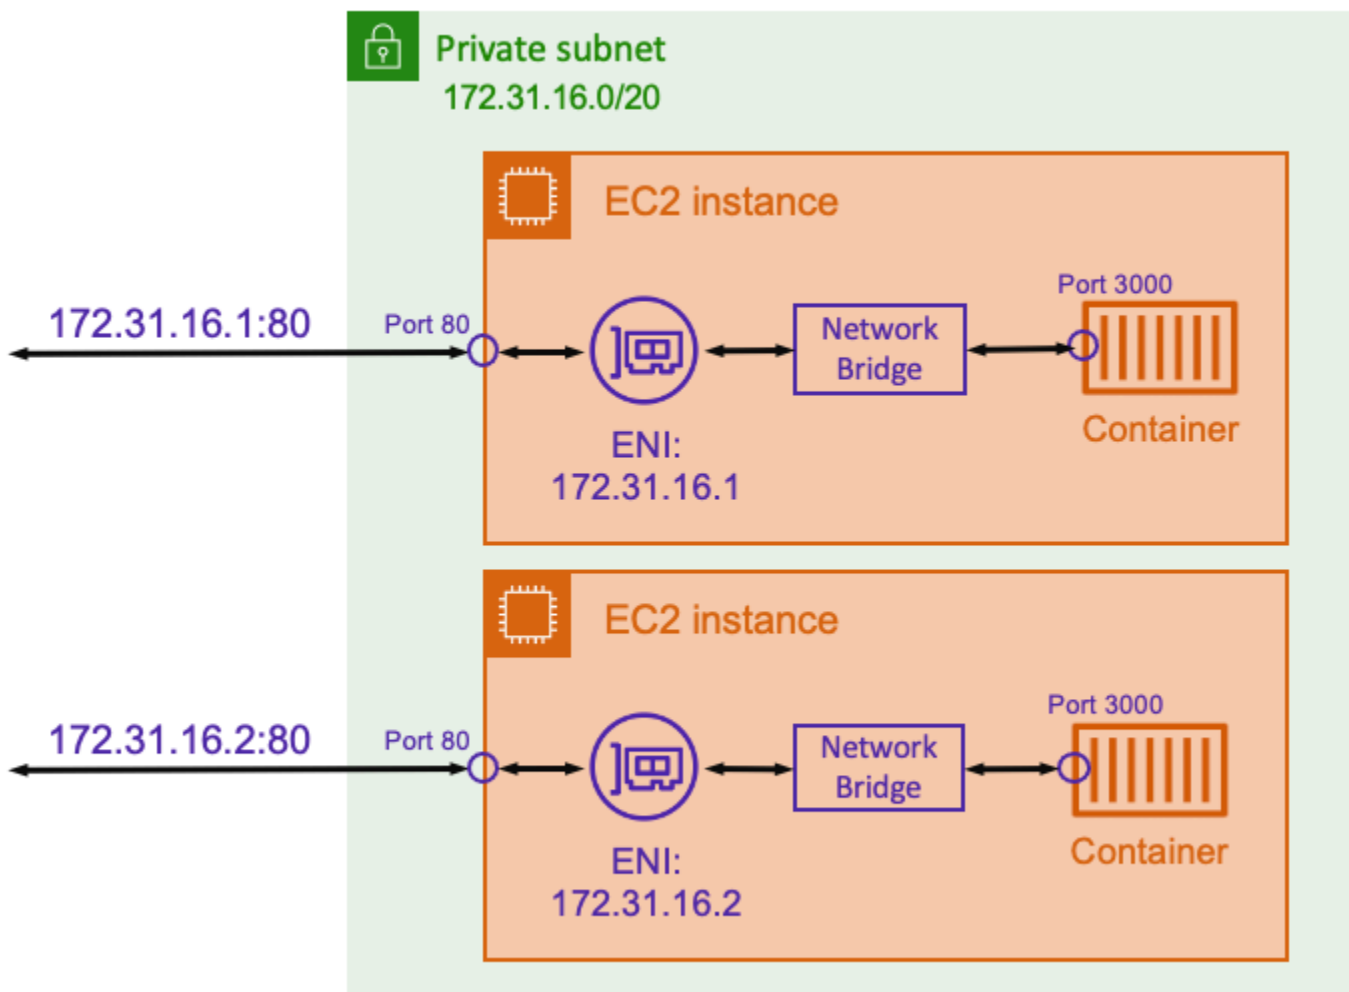 Private subnet
172.31.16.0/20
EC2 instance
172.31.16.1:80
Port 80
Network
Bridge
Port 3000
Container
ENI:
172.31.16.1
EC2 instance
172.31.16.2:80
Port 80
Network
Bridge
Port 3000
Container
ENI:
172.31.16.2